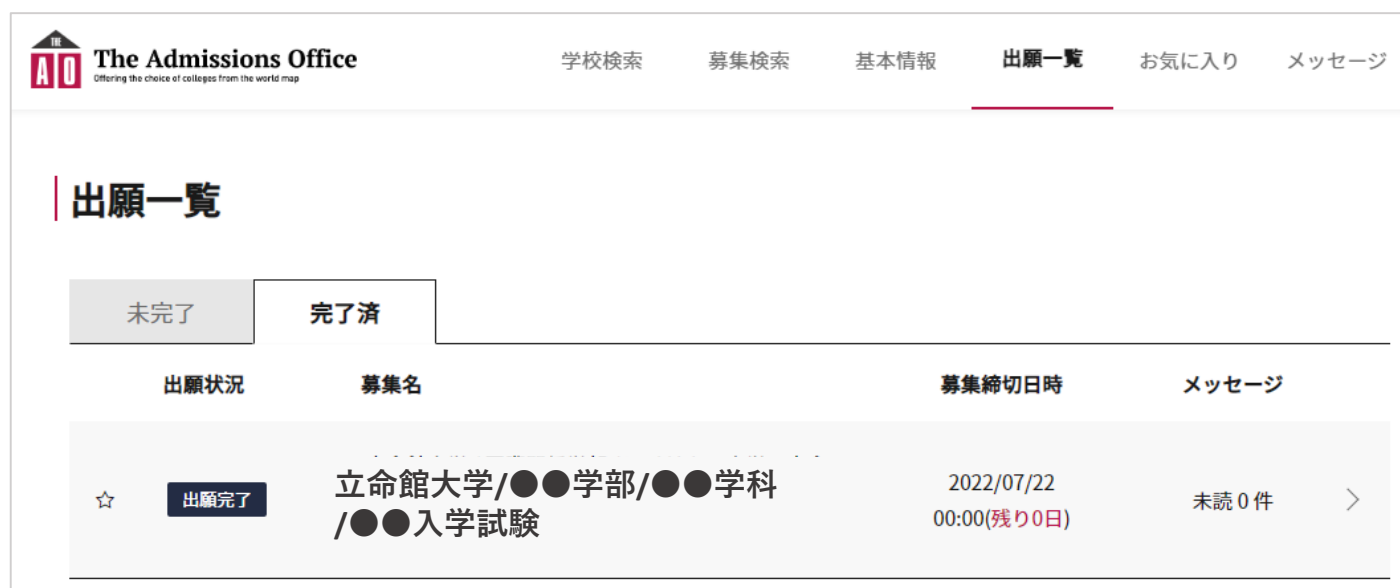 THE
AO
The Admissions Office
Offering the choice of colleges from the world map
学校検索 募集検索 基本情報 出願一覧 お気に入り メッセージ
出願一覧
未完了 完了済
出願状況 募集名 募集締切日時 メッセージ
☆ 出願完了 立命館大学/●●学部/●●学科
/●●入学試験
2022/07/22
00:00(残り0日)
未読 0 件